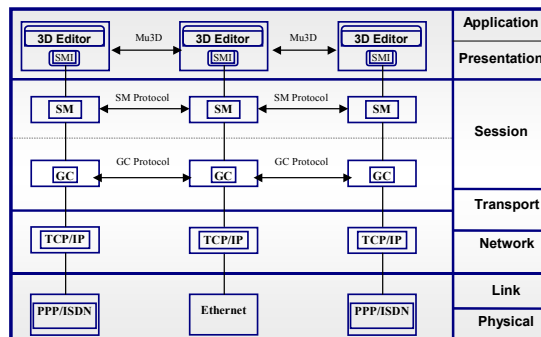 Application
3D Editor Mu3D 3D Editor Mu3D 3D Editor
SMI SMI SMI
Presentation
SM Protocol SM Protocol
SM SM SM
Session
GC Protocol GC Protocol
GC GC GC
Transport
TCP/IP TCP/IP TCP/IP
Network
Link
PPP/ISDN Ethernet PPP/ISDN
Physical